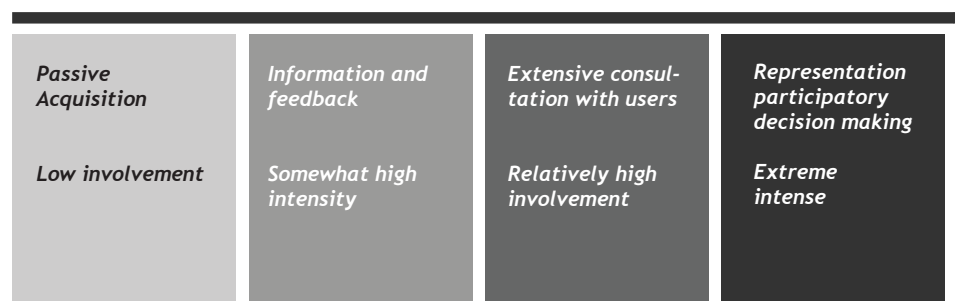 Passive
Acquisition
Low involvement
Information and
feedback
Somewhat high
intensity
Extensive consul-
tation with users
Relatively high
involvement
Representation
participatory
decision making
Extreme
intense